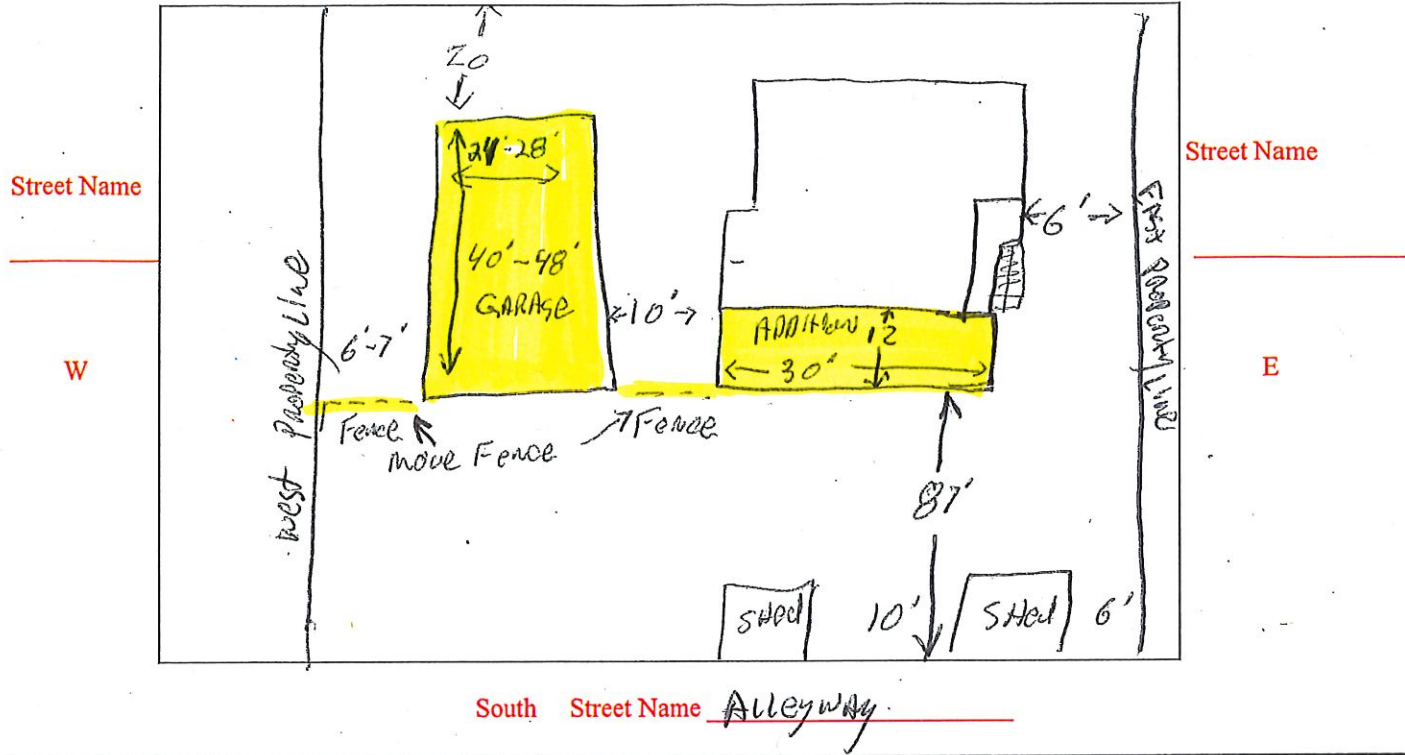 20
24'-28'
40'-48'
GARAGE
10'
6'-7'
West Property Line
Fence
Move Fence
Fence
ADDITION 12
30'
6'
East Property Line
87'
Shed
10'
Shed
6'
Street Name
W
Street Name
E
South Street Name Alleyway